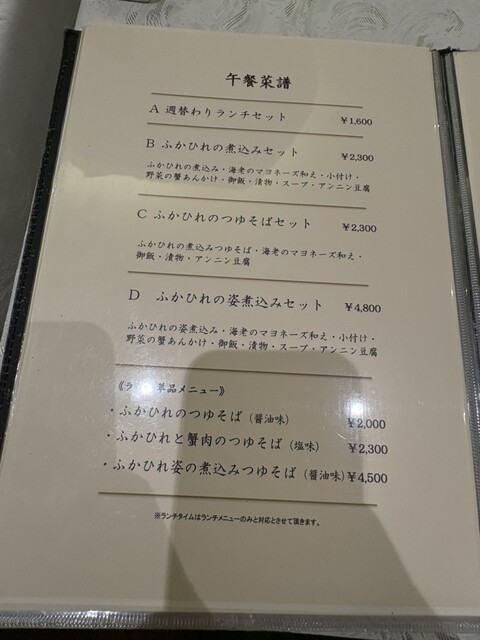 午餐菜譜
A 週替わりランチセット ¥1,600
B ふかひれの煮込みセット ¥2,300
ふかひれの煮込み・海老のマヨネーズ和え・小付け・
野菜の蟹あんかけ・御飯・漬物・スープ・アンニン豆腐
C ふかひれのつゆそばセット ¥2,300
ふかひれの煮込みつゆそば・海老のマヨネーズ和え・
御飯・漬物・アンニン豆腐
D ふかひれの姿煮込みセット ¥4,800
ふかひれの姿煮込み・海老のマヨネーズ和え・小付け・
野菜の蟹あんかけ・御飯・漬物・スープ・アンニン豆腐
《ラ 単品メニュー》
・ふかひれのつゆそば(醤油味) ¥2,000
・ふかひれと蟹肉のつゆそば(塩味) ¥2,300
・ふかひれ姿の煮込みつゆそば(醤油味)¥4,500
※ランチタイムはランチメニューのみと対応とさせて頂きます。